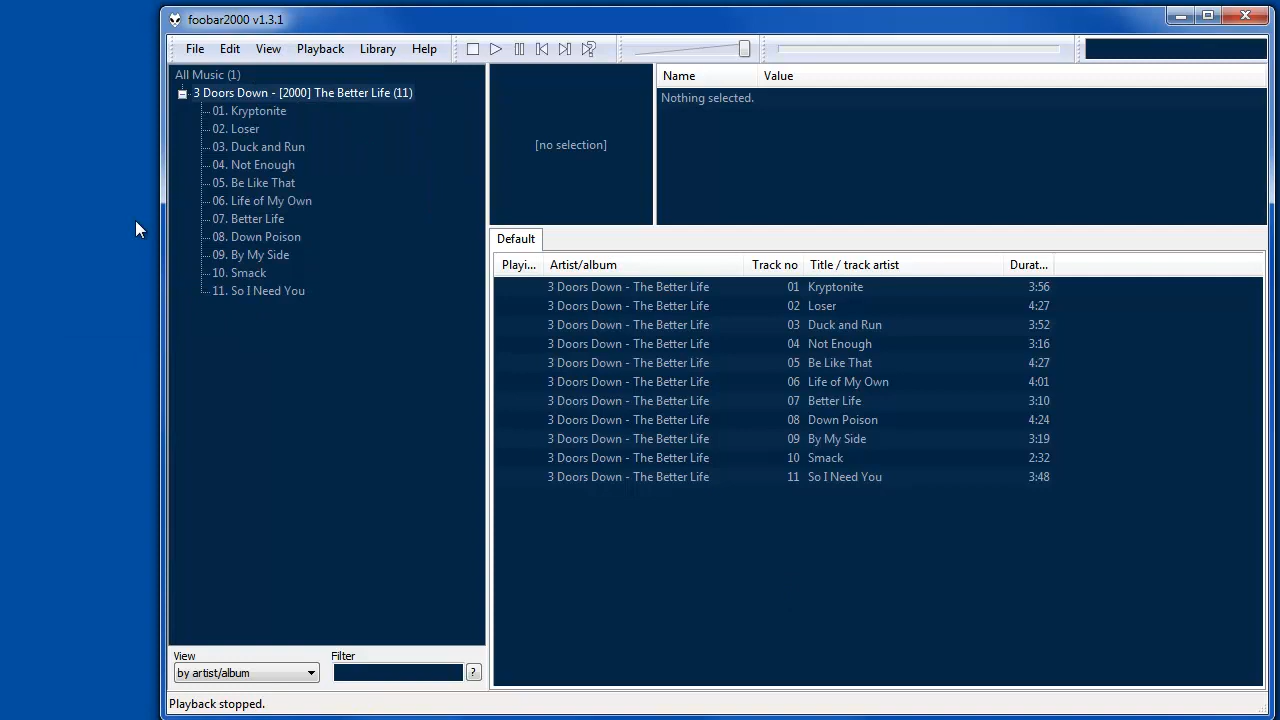 foobar2000 v1.3.1
File Edit View Playback Library Help
All Music (1)
3 Doors Down - [2000] The Better Life (11)
01. Kryptonite
02. Loser
03. Duck and Run
04. Not Enough
05. Be Like That
06. Life of My Own
07. Better Life
08. Down Poison
09. By My Side
10. Smack
11. So I Need You
View
by artist/album
Filter
?
[no selection]
Name Value
Nothing selected.
Default
Playi... Artist/album Track no Title / track artist Durat...
3 Doors Down - The Better Life 01 Kryptonite 3:56
3 Doors Down - The Better Life 02 Loser 4:27
3 Doors Down - The Better Life 03 Duck and Run 3:52
3 Doors Down - The Better Life 04 Not Enough 3:16
3 Doors Down - The Better Life 05 Be Like That 4:27
3 Doors Down - The Better Life 06 Life of My Own 4:01
3 Doors Down - The Better Life 07 Better Life 3:10
3 Doors Down - The Better Life 08 Down Poison 4:24
3 Doors Down - The Better Life 09 By My Side 3:19
3 Doors Down - The Better Life 10 Smack 2:32
3 Doors Down - The Better Life 11 So I Need You 3:48
Playback stopped.